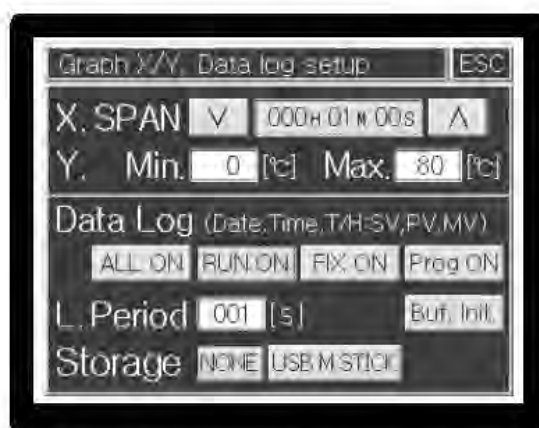 Graph X/Y, Data log setup ESC
X. SPAN V 000H 01M 00S Λ
Y. Min. 0 [℃] Max. 80 [℃]
Data Log (Date,Time,T/H:SV,PV,MV)
ALL ON RUN ON FIX ON Prog ON
L. Period 001 [S] Buf. Init.
Storage NONE USB M.STICK